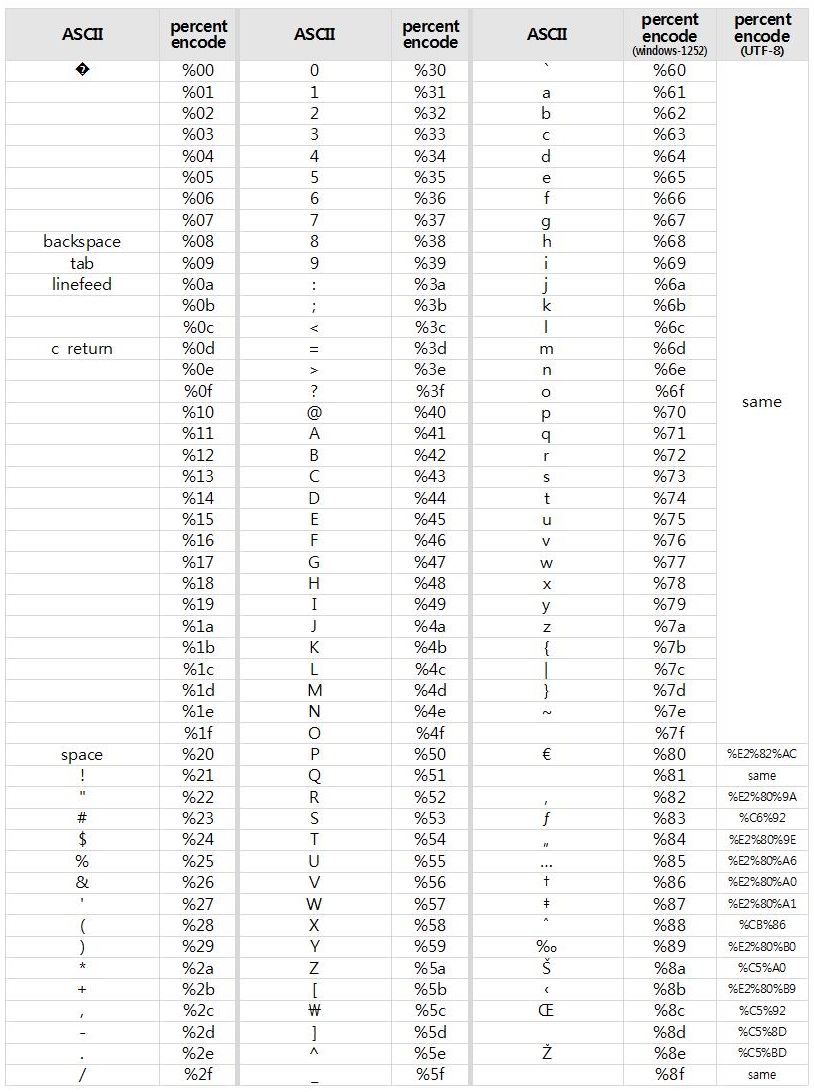 ASCII percent encode ASCII percent encode ASCII percent encode (windows-1252) percent encode (UTF-8)
� %00 0 %30 ` %60
%01 1 %31 a %61
%02 2 %32 b %62
%03 3 %33 c %63
%04 4 %34 d %64
%05 5 %35 e %65
%06 6 %36 f %66
%07 7 %37 g %67
backspace %08 8 %38 h %68
tab %09 9 %39 i %69
linefeed %0a : %3a j %6a
%0b ; %3b k %6b
%0c < %3c l %6c
c return %0d = %3d m %6d
%0e > %3e n %6e
%0f ? %3f o %6f same
%10 @ %40 p %70
%11 A %41 q %71
%12 B %42 r %72
%13 C %43 s %73
%14 D %44 t %74
%15 E %45 u %75
%16 F %46 v %76
%17 G %47 w %77
%18 H %48 x %78
%19 I %49 y %79
%1a J %4a z %7a
%1b K %4b { %7b
%1c L %4c | %7c
%1d M %4d } %7d
%1e N %4e ~ %7e
%1f O %4f %7f
space %20 P %50 € %80 %E2%82%AC
! %21 Q %51 %81 same
" %22 R %52 ‚ %82 %E2%80%9A
# %23 S %53 ƒ %83 %C6%92
$ %24 T %54 „ %84 %E2%80%9E
% %25 U %55 … %85 %E2%80%A6
& %26 V %56 † %86 %E2%80%A0
' %27 W %57 ‡ %87 %E2%80%A1
( %28 X %58 ˆ %88 %CB%86
) %29 Y %59 ‰ %89 %E2%80%B0
* %2a Z %5a Š %8a %C5%A0
+ %2b [ %5b ‹ %8b %E2%80%B9
, %2c ₩ %5c Œ %8c %C5%92
- %2d ] %5d %8d %C5%8D
. %2e ^ %5e Ž %8e %C5%BD
/ %2f _ %5f %8f same